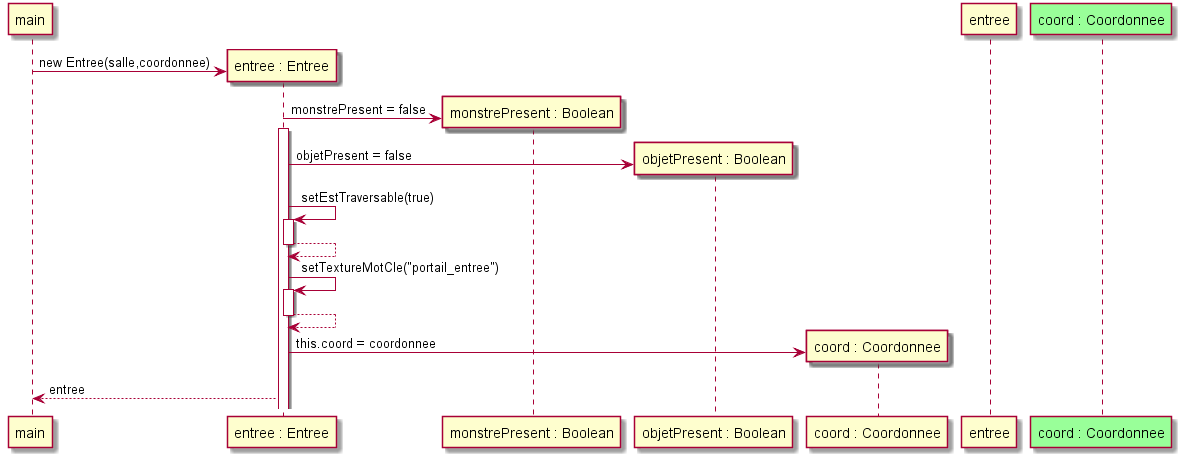 main
entree
coord : Coordonnee
new Entree(salle,coordonnee)
entree : Entree
monstrePresent = false
monstrePresent : Boolean
objetPresent = false
objetPresent : Boolean
setEstTraversable(true)
setTextureMotCle("portail_entree")
this.coord = coordonnee
coord : Coordonnee
entree
main
entree : Entree
monstrePresent : Boolean
objetPresent : Boolean
coord : Coordonnee
entree
coord : Coordonnee